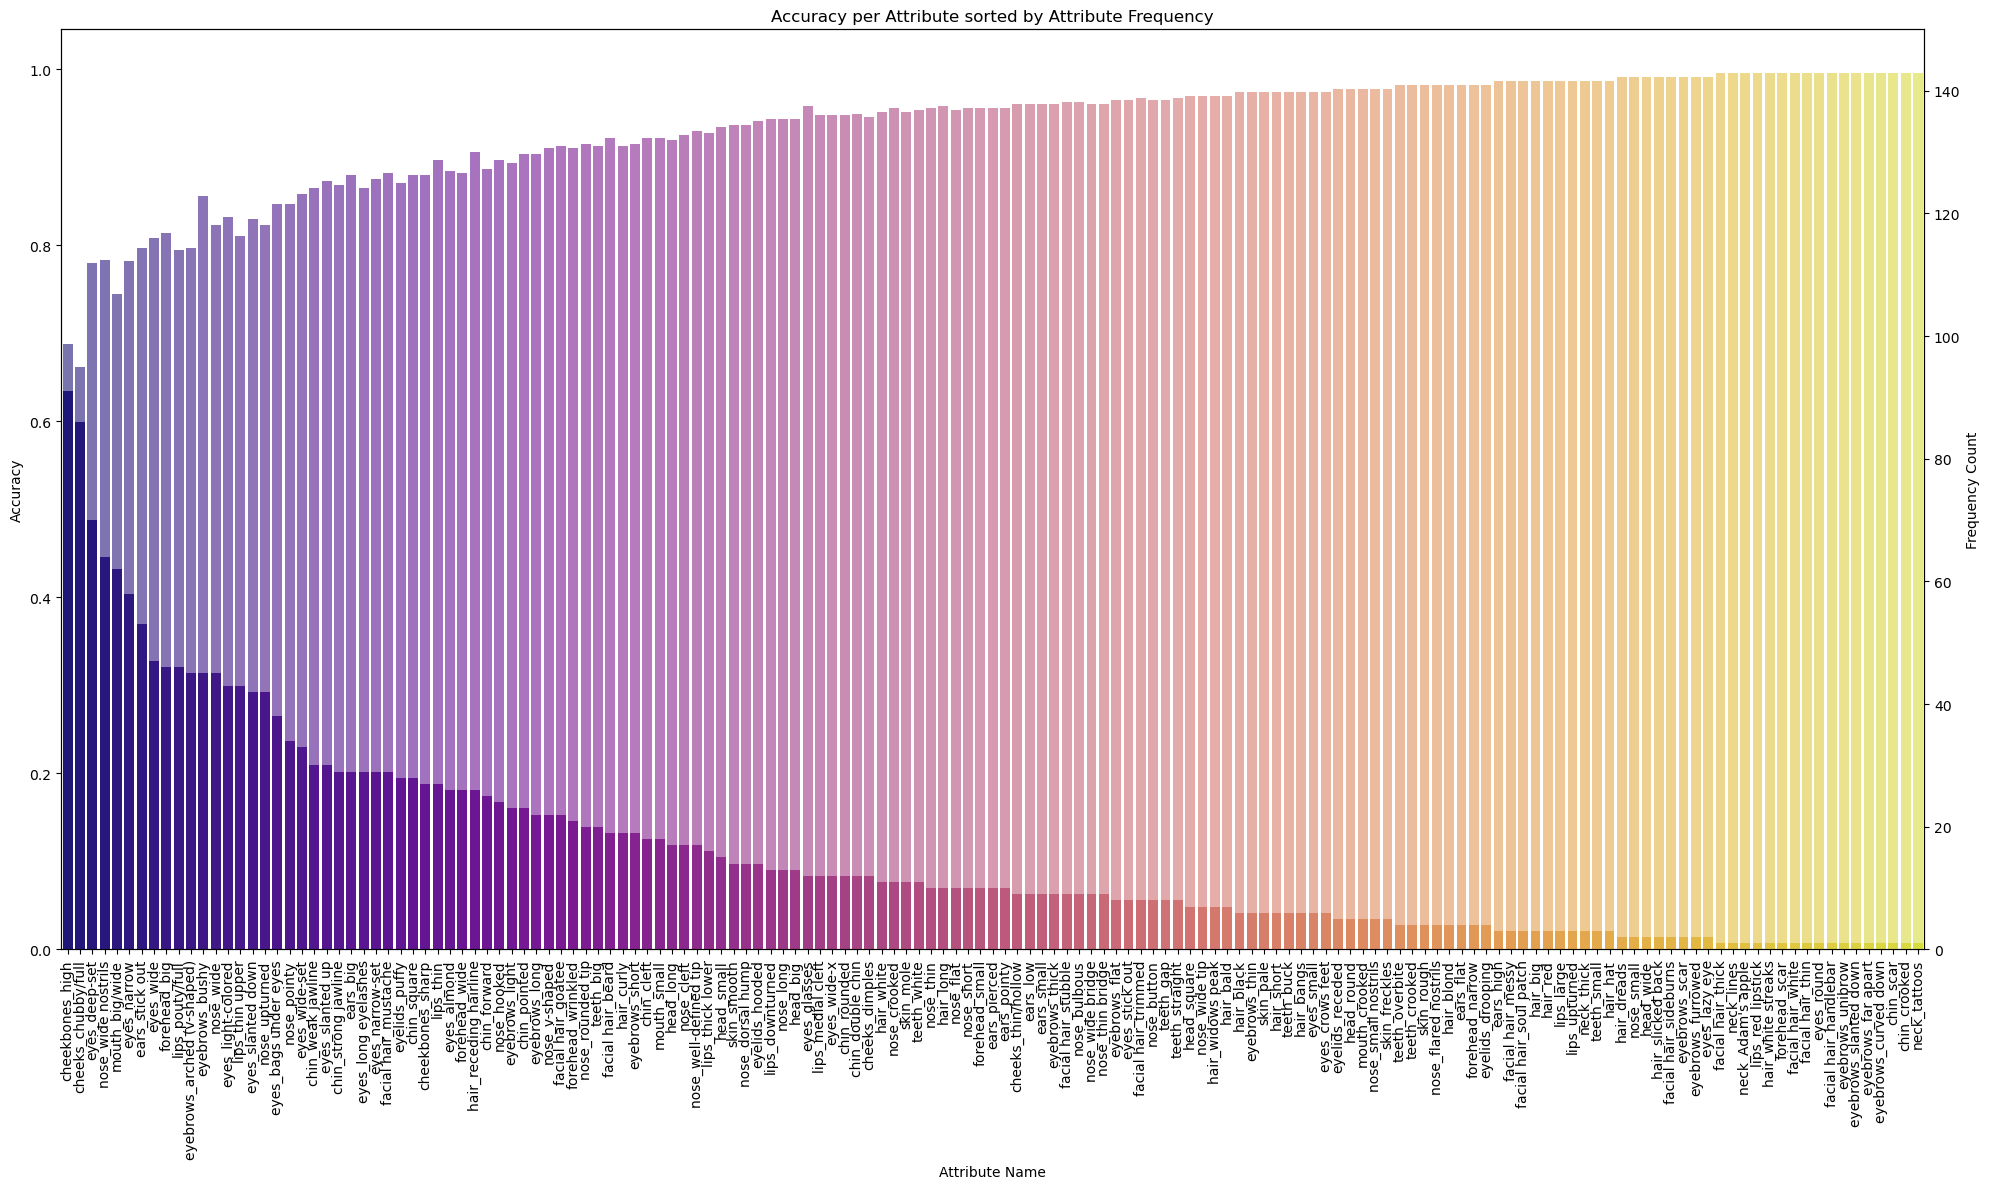 Accuracy per Attribute sorted by Attribute Frequency
1.0
0.8
0.6
0.4
0.2
0.0
Accuracy
140
120
100
80
60
40
20
0
Frequency Count
cheekbones_high
cheeks_chubby/full
eyes_deep-set
nose_wide nostrils
mouth_big/wide
eyes_narrow
ears_stick out
eyes_wide
forehead_big
lips_pouty/full
eyebrows_arched (v-shaped)
eyebrows_bushy
nose_wide
eyes_light-colored
lips_thin upper
eyes_slanted down
nose_upturned
eyes_bags under eyes
nose_pointy
eyes_wide-set
chin_weak jawline
eyes_slanted up
chin_strong jawline
ears_big
eyes_long eyelashes
eyes_narrow-set
facial hair_mustache
eyelids_puffy
chin_square
cheekbones_sharp
lips_thin
eyes_almond
forehead_wide
hair_receding hairline
chin_forward
nose_hooked
eyebrows_light
chin_pointed
eyebrows_long
nose_v-shaped
facial hair_goatee
forehead_wrinkled
nose_rounded tip
teeth_big
facial hair_beard
hair_curly
eyebrows_short
chin_cleft
mouth_small
head_long
nose_cleft
nose_well-defined tip
lips_thick lower
head_small
skin_smooth
nose_dorsal hump
eyelids_hooded
lips_downturned
nose_long
head_big
eyes_glasses
lips_medial cleft
eyes_wide-x
chin_rounded
chin_double chin
cheeks_dimples
hair_white
nose_crooked
skin_mole
teeth_white
nose_thin
hair_long
nose_flat
nose_short
forehead_small
ears_pierced
ears_pointy
cheeks_thin/hollow
ears_low
ears_small
eyebrows_thick
facial hair_stubble
nose_bulbous
nose_wide bridge
nose_thin bridge
eyebrows_flat
eyes_stick out
facial hair_trimmed
nose_button
teeth_gap
teeth_straight
head_square
nose_wide tip
hair_widows peak
hair_bald
hair_black
eyebrows_thin
skin_pale
hair_short
teeth_buck
hair_bangs
eyes_small
eyes_crows feet
eyelids_receded
head_round
mouth_crooked
nose_small nostrils
skin_freckles
teeth_overbite
teeth_crooked
skin_rough
nose_flared nostrils
hair_blond
ears_flat
forehead_narrow
eyelids_drooping
ears_high
facial hair_messy
facial hair_soul patch
hair_big
hair_red
lips_large
lips_upturned
neck_thick
teeth_small
hair_hat
hair_dreads
nose_small
head_wide
hair_slicked back
facial hair_sideburns
eyebrows_scar
eyebrows_furrowed
eyes_lazy eye
facial hair_thick
neck_lines
neck_Adam's apple
lips_red lipstick
hair_white streaks
forehead_scar
facial hair_white
facial hair_thin
eyes_round
facial hair_handlebar
eyebrows_unibrow
eyebrows_slanted down
eyebrows_far apart
eyebrows_curved down
chin_scar
chin_crooked
neck_tattoos
Attribute Name